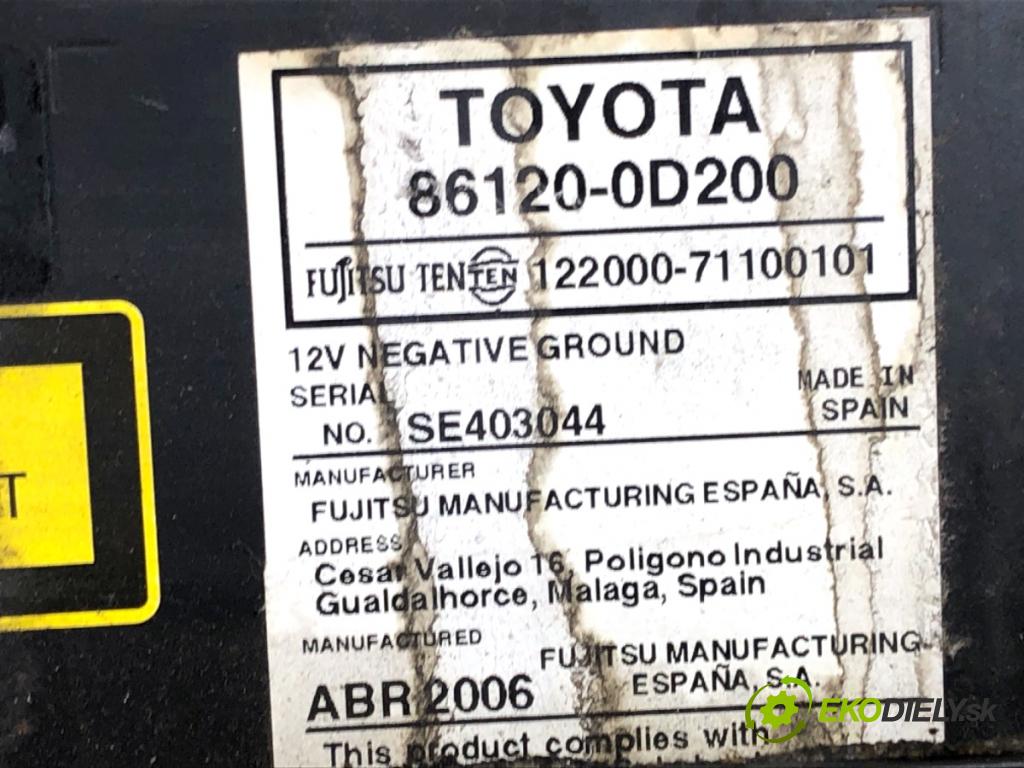 TOYOTA
86120-0D200
FUJITSU TEN TEN 122000-71100101
12V NEGATIVE GROUND
SERIAL
NO. SE403044
MADE IN
SPAIN
MANUFACTURER
FUJITSU MANUFACTURING ESPAÑA, S.A.
ADDRESS
Cesar Vallejo 16, Poligono Industrial
Gualdalhorce, Malaga, Spain
MANUFACTURED
FUJITSU MANUFACTURING
ESPAÑA, S.A.
ABR 2006
This product complies with
T
EKODIELY.sk